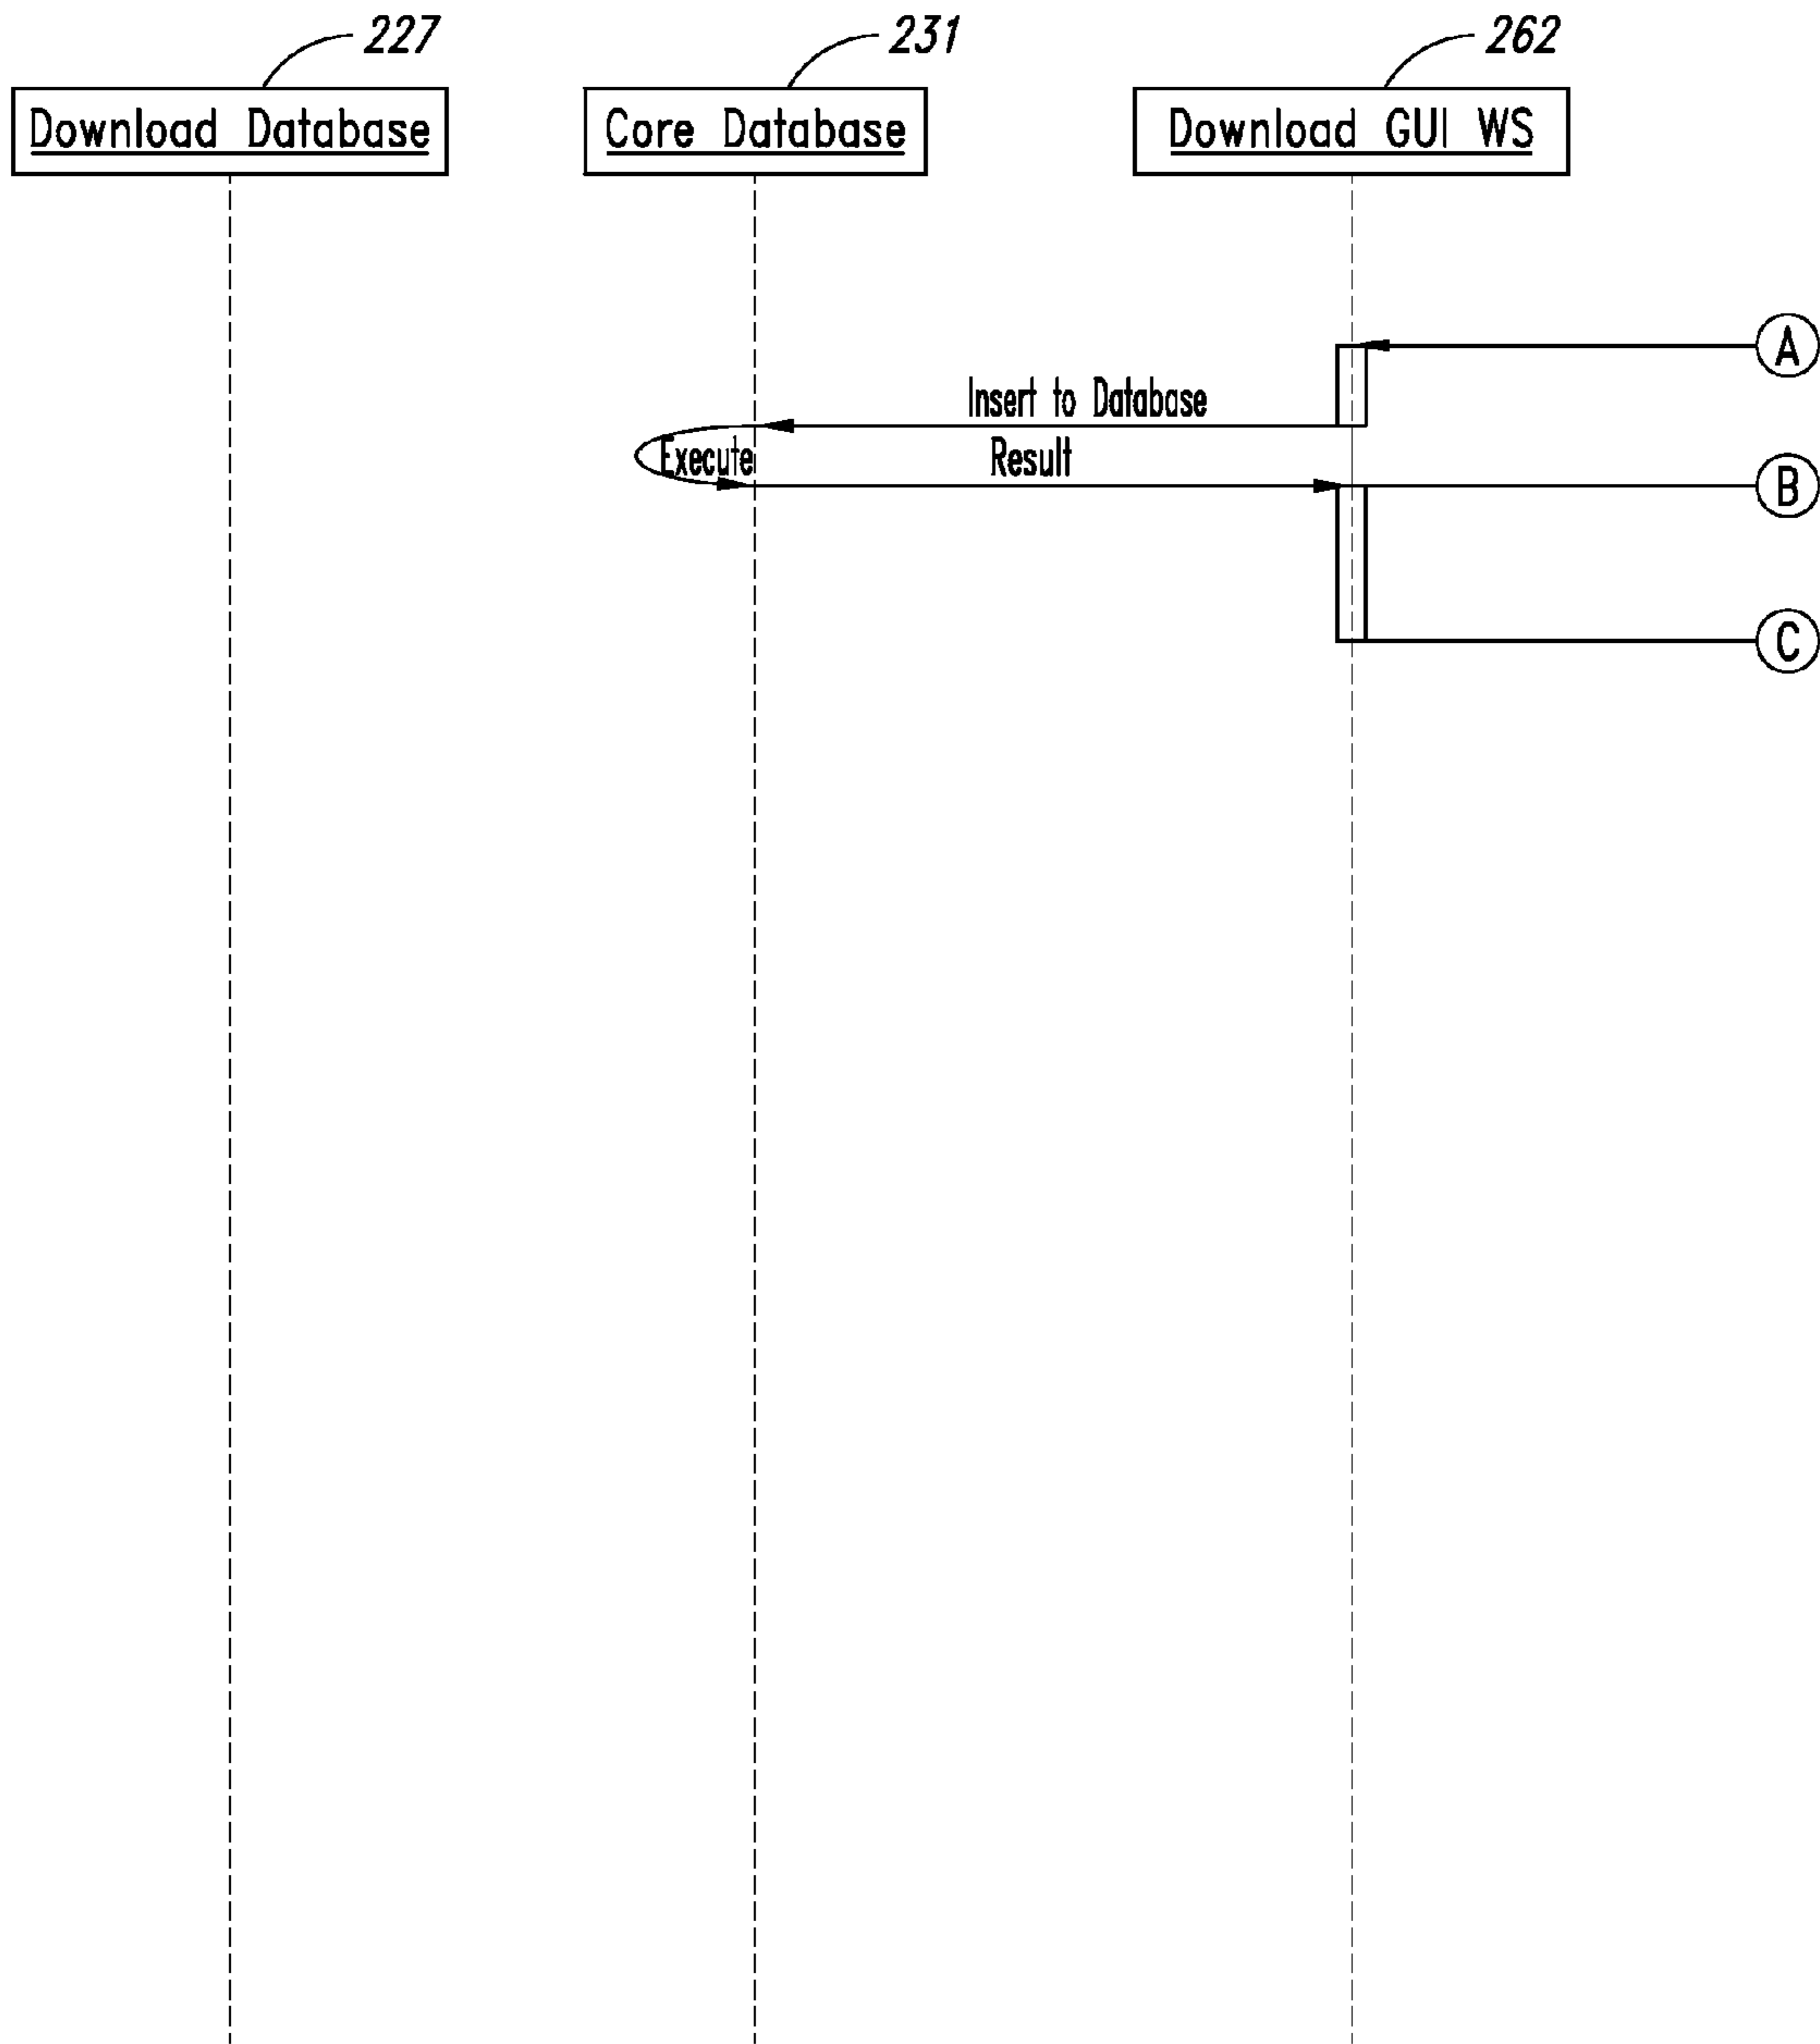 227
231
262
Download Database
Core Database
Download GUI WS
A
Insert to Database
Execute
Result
B
C